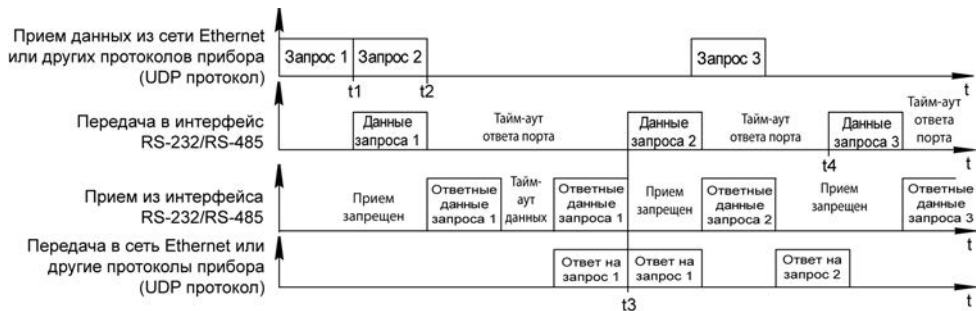 Прием данных из сети Ethernet
или других протоколов прибора
(UDP протокол)
Запрос 1
Запрос 2
Запрос 3
t1
t2
t
Передача в интерфейс
RS-232/RS-485
Данные
запроса 1
Тайм-аут
ответа порта
Данные
запроса 2
Тайм-аут
ответа порта
Данные
запроса 3
Тайм-аут
ответа
порта
t4
t
Прием из интерфейса
RS-232/RS-485
Прием
запрещен
Ответные
данные
запроса 1
Тайм-
аут
данных
Ответные
данные
запроса 1
Прием
запрещен
Ответные
данные
запроса 2
Прием
запрещен
Ответные
данные
запроса 3
t
Передача в сеть Ethernet или
другие протоколы прибора
(UDP протокол)
Ответ на
запрос 1
Ответ на
запрос 1
Ответ на
запрос 2
t3
t